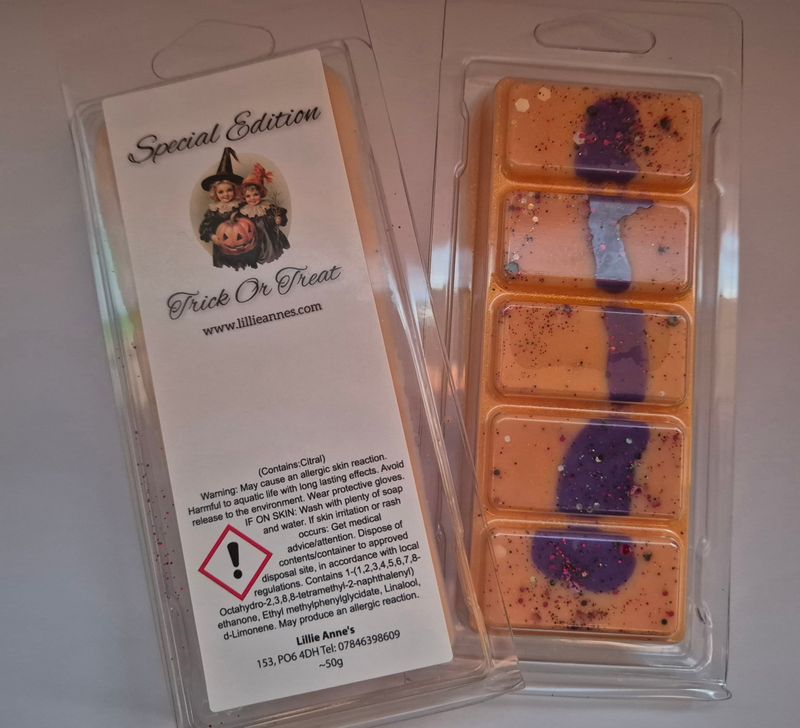 Special Edition
Trick Or Treat
www.lillieannes.com
(Contains:Citral)
Warning: May cause an allergic skin reaction.
Harmful to aquatic life with long lasting effects. Avoid
release to the environment. Wear protective gloves.
IF ON SKIN: Wash with plenty of soap
and water. If skin irritation or rash
occurs: Get medical
advice/attention. Dispose of
contents/container to approved
disposal site, in accordance with local
regulations. Contains 1-(1,2,3,4,5,6,7,8-
Octahydro-2,3,8,8-tetramethyl-2-naphthalenyl)
ethanone, Ethyl methylphenylglycidate, Linalool,
d-Limonene. May produce an allergic reaction.
Lillie Anne's
153, PO6 4DH Tel: 07846398609
~50g